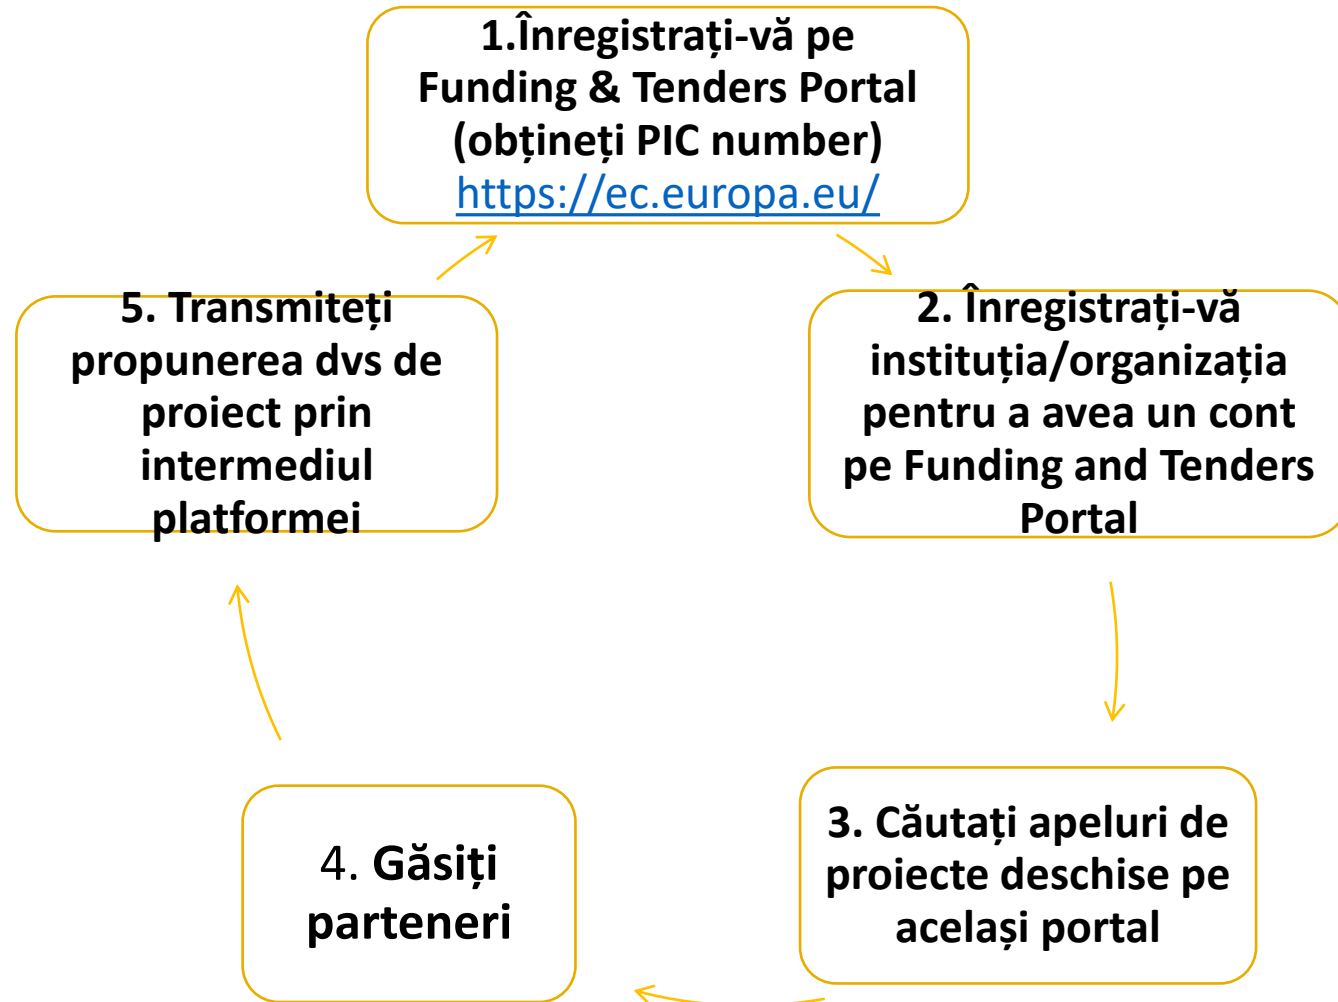 1.Înregistrați-vă pe
Funding & Tenders Portal
(obțineți PIC number)
https://ec.europa.eu/
2. Înregistrați-vă
instituția/organizația
pentru a avea un cont
pe Funding and Tenders
Portal
3. Căutați apeluri de
proiecte deschise pe
același portal
4. Găsiți
parteneri
5. Transmiteți
propunerea dvs de
proiect prin
intermediul
platformei